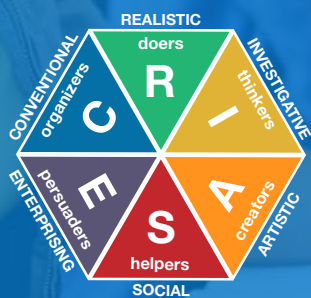 REALISTIC
doers
R
INVESTIGATIVE
thinkers
I
ARTISTIC
creators
A
SOCIAL
helpers
S
ENTERPRISING
persuaders
E
CONVENTIONAL
organizers
C